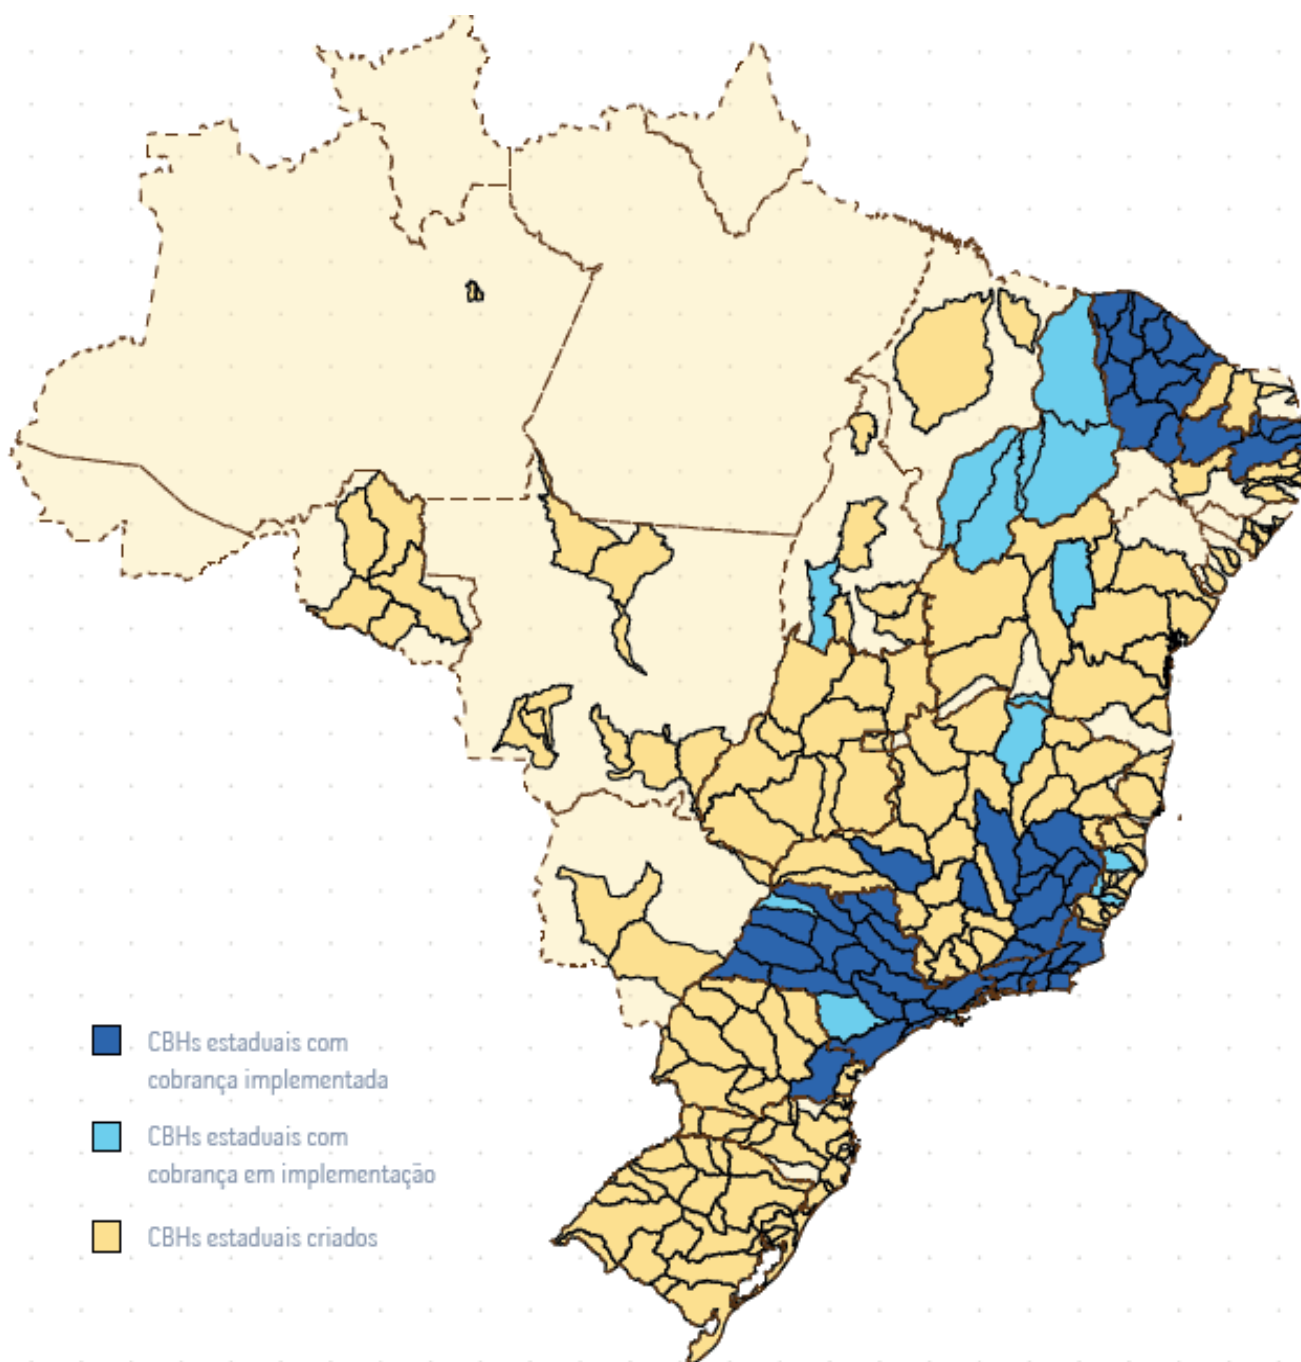 CBHs estaduais com
cobrança implementada
CBHs estaduais com
cobrança em implementação
CBHs estaduais criados